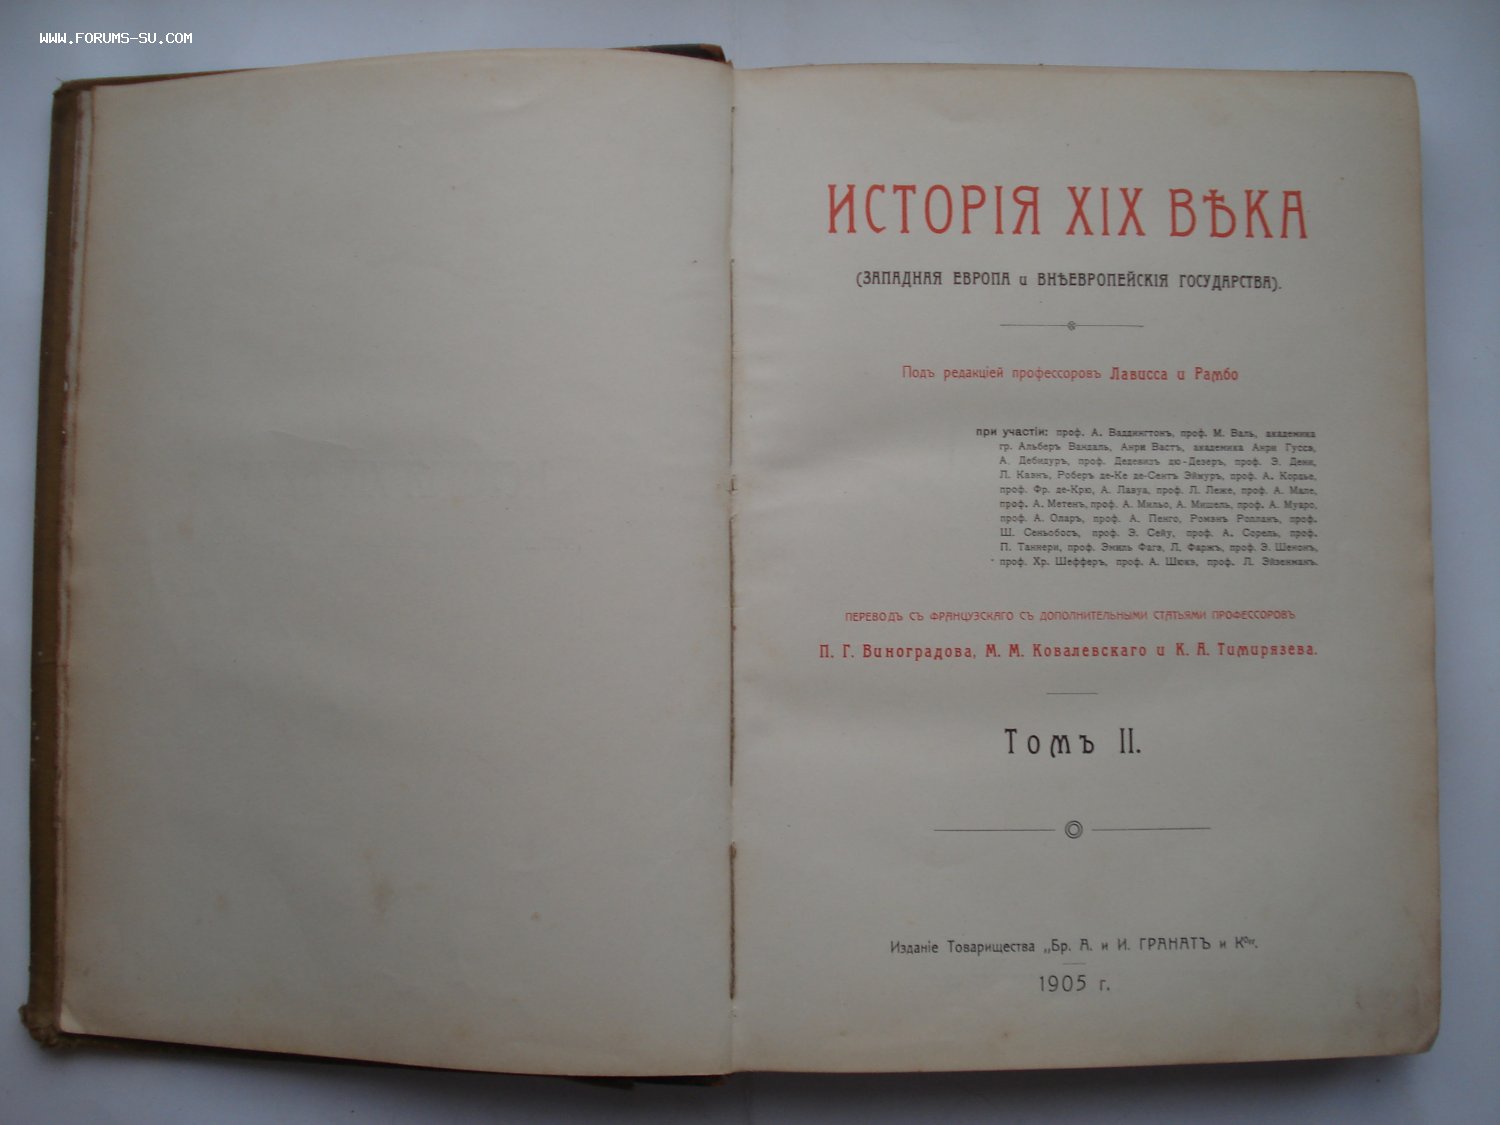 WWW.FORUMS-SU.COM
ИСТОРІЯ XIX ВѢКА
(ЗАПАДНАЯ ЕВРОПА и ВНѢЕВРОПЕЙСКІЯ ГОСУДАРСТВА).
Подъ редакціей профессоровъ Лависса и Рамбо
при участіи: проф. А. Ваддингтонъ, проф. М. Валь, академика
гр. Альберъ Вандаль, Анри Вастъ, академика Анри Гуссэ,
А. Дебидуръ, проф. Дедевизъ дю-Дезеръ, проф. Э. Дени,
Л. Каэнъ, Роберъ де-Ке де-Сентъ Эймуръ, проф. А. Кордье,
проф. Фр. де-Крю, А. Лавуа, проф. Л. Леже, проф. А. Мале,
проф. А. Метенъ, проф. А. Мильо, А. Мишель, проф. А. Муаро,
проф. А. Оларъ, проф. А. Пенго, Романъ Ролланъ, проф.
Ш. Сеньобосъ, проф. Э. Сейу, проф. А. Сорель, проф.
П. Таннери, проф. Эмиль Фагэ, Л. Фаржъ, проф. Э. Шенонъ,
проф. Хр. Шефферъ, проф. А. Шюкэ, проф. Л. Эйзенманъ.
ПЕРЕВОДЪ СЪ ФРАНЦУЗСКАГО СЪ ДОПОЛНИТЕЛЬНЫМИ СТАТЬЯМИ ПРОФЕССОРОВЪ
П. Г. Виноградова, М. М. Ковалевскаго и К. А. Тимирязева.
Томъ II.
Изданіе Товарищества „Бр. А. и И. ГРАНАТЪ и Кº".
1905 г.